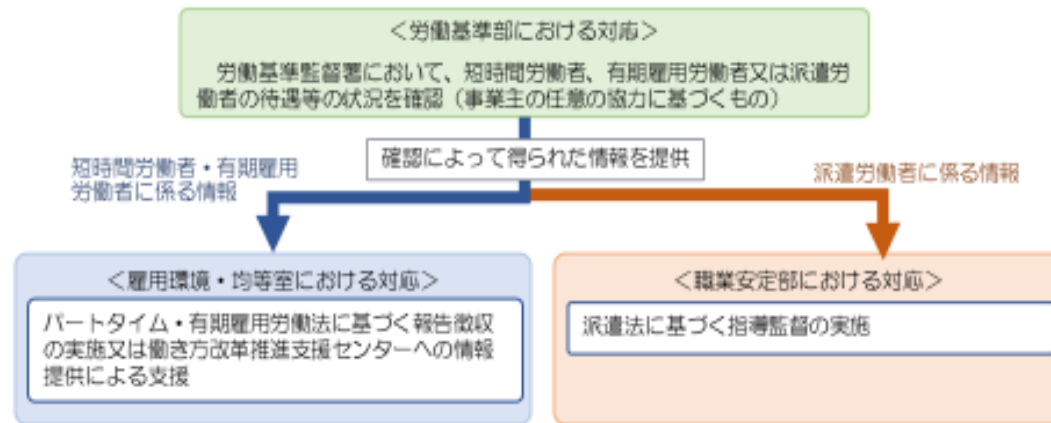 ＜労働基準部における対応＞
労働基準監督署において、短時間労働者、有期雇用労働者又は派遣労
働者の待遇等の状況を確認（事業主の任意の協力に基づくもの）
確認によって得られた情報を提供
短時間労働者・有期雇用
労働者に係る情報
派遣労働者に係る情報
＜雇用環境・均等室における対応＞
パートタイム・有期雇用労働法に基づく報告徴収
の実施又は働き方改革推進支援センターへの情報
提供による支援
＜職業安定部における対応＞
派遣法に基づく指導監督の実施